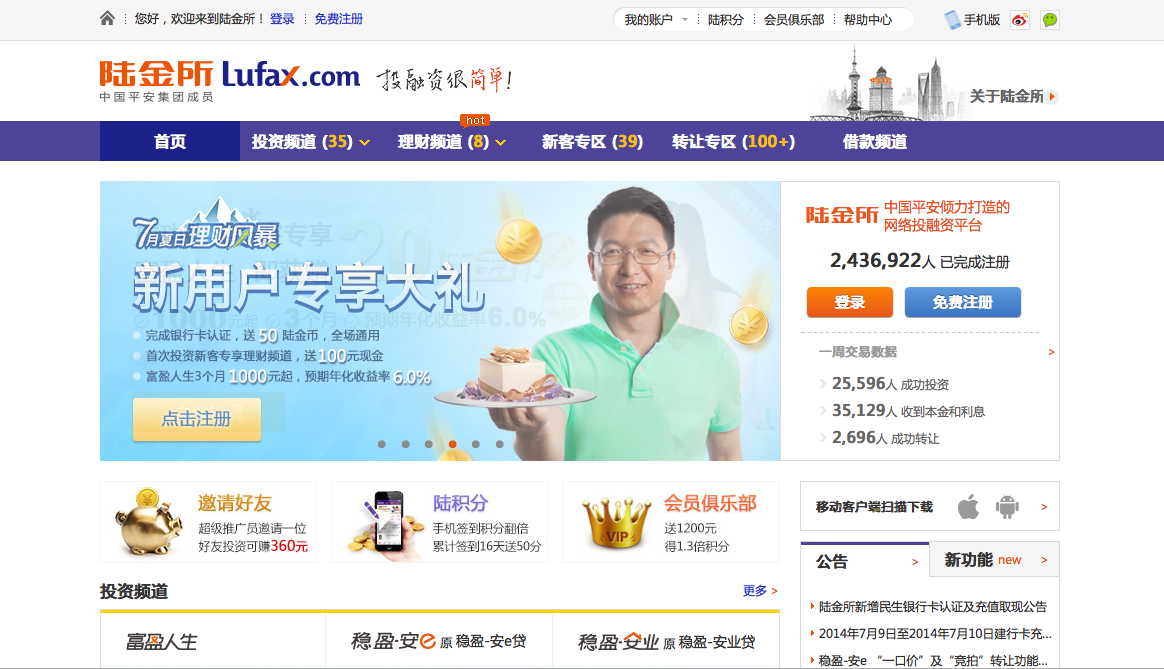 您好，欢迎来到陆金所！ 登录 免费注册
我的账户 陆积分 会员俱乐部 帮助中心
手机版
陆金所 Lufax.com 投融资很简单！
中国平安集团成员
关于陆金所
hot
首页 投资频道 (35) 理财频道 (8) 新客专区 (39) 转让专区 (100+) 借款频道
7月夏日理财风暴
新用户专享大礼
完成银行卡认证，送 50 陆金币，全场通用
首次投资新客专享理财频道，送100元现金
富盈人生3个月 1000元起，预期年化收益率 6.0%
点击注册
陆金所 中国平安倾力打造的
网络投融资平台
2,436,922人 已完成注册
登录 免费注册
一周交易数据 >
25,596人 成功投资
35,129人 收到本金和利息
2,696人 成功转让
邀请好友
超级推广员邀请一位
好友投资可赚360元
陆积分
手机签到积分翻倍
累计签到16天送50分
VIP
会员俱乐部
送1200元
得1.3倍积分
移动客户端扫描下载 >
公告 > 新功能 new >
陆金所新增民生银行卡认证及充值取现公告
2014年7月9日至2014年7月10日建行卡充...
稳盈-安e “一口价”及“竞拍”转让功能...
投资频道 更多 >
富盈人生 稳盈-安e 原 稳盈-安e贷 稳盈-安业 原 稳盈-安业贷